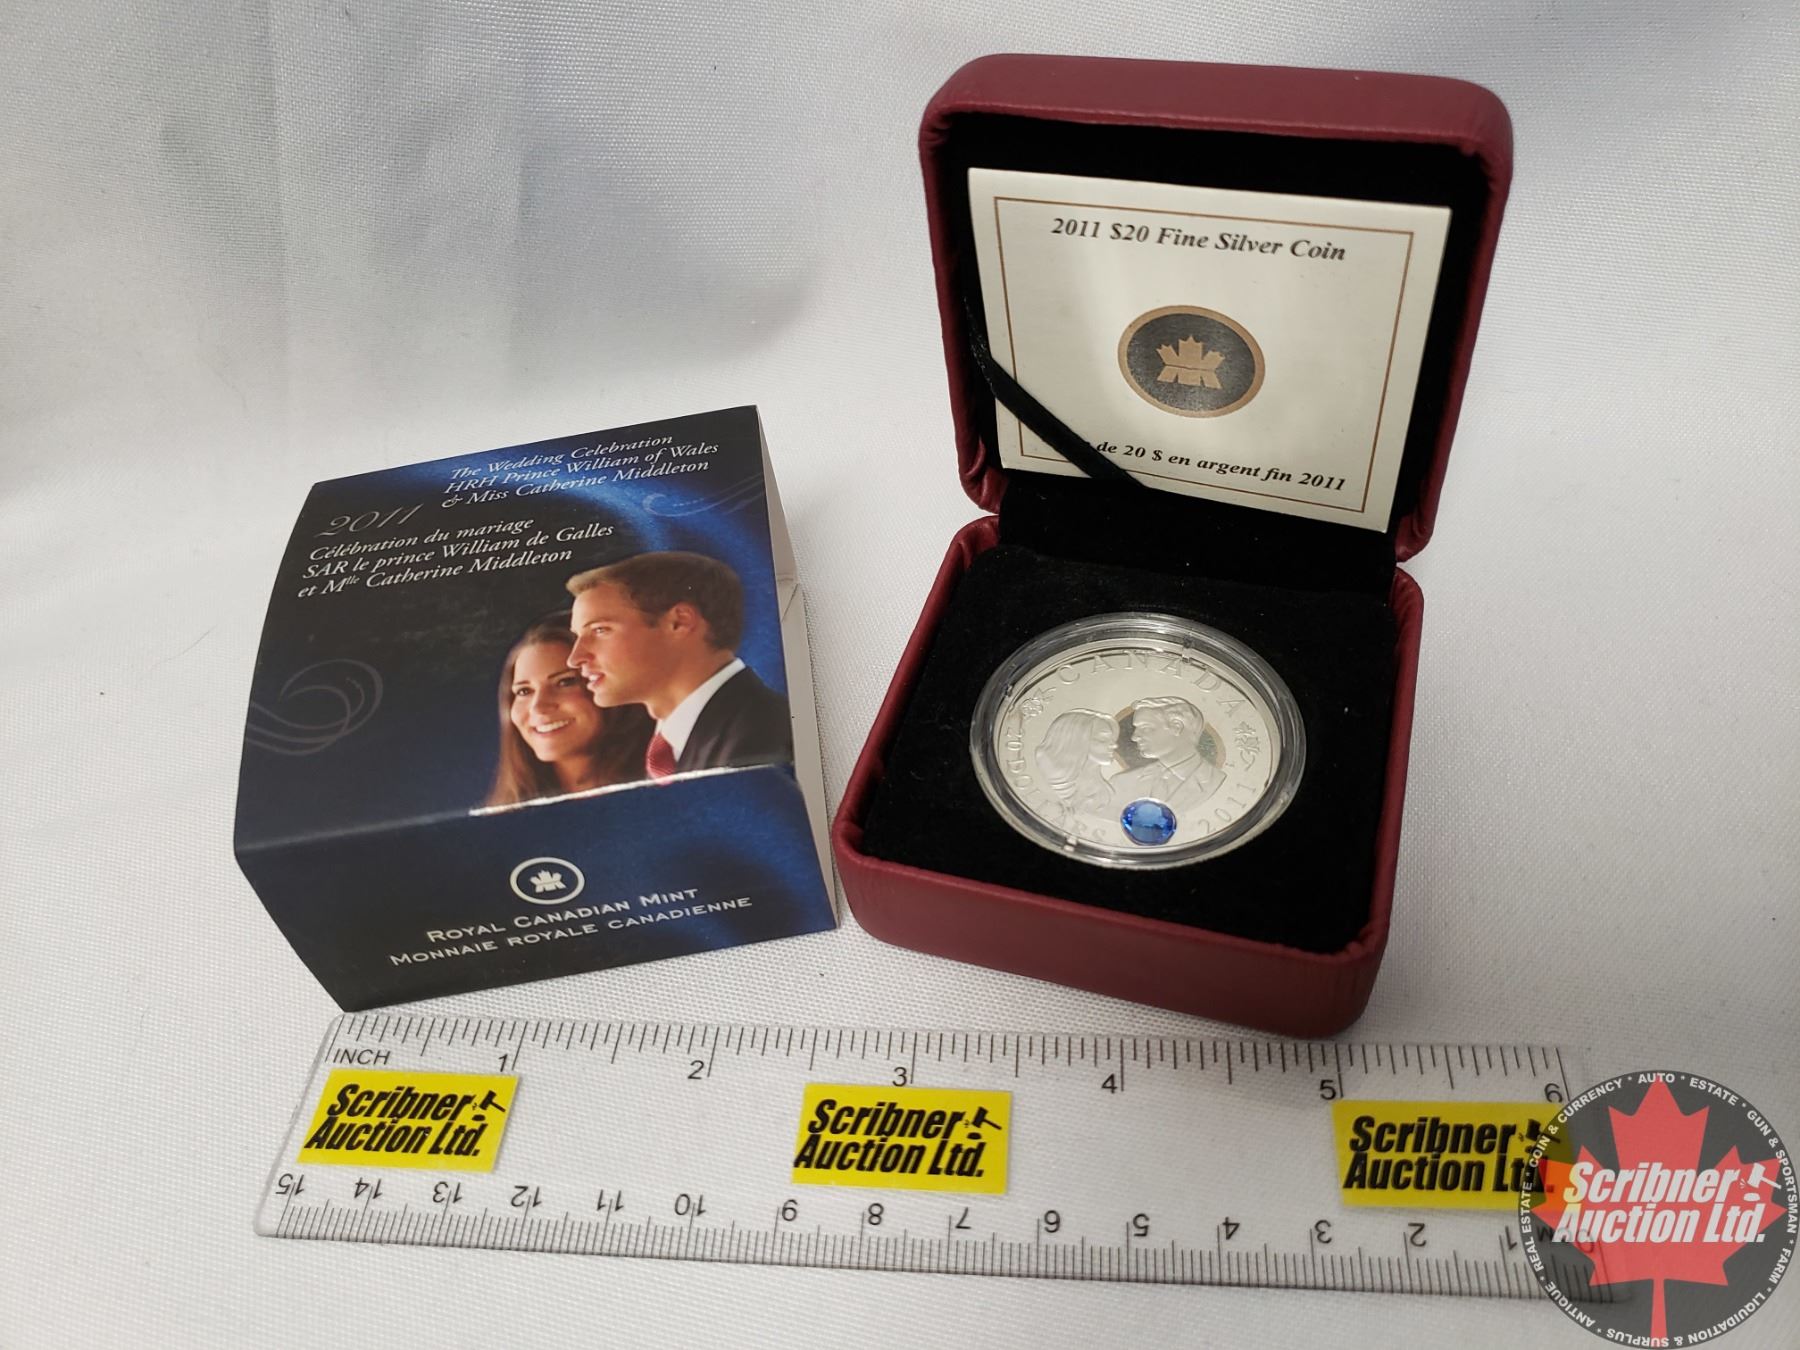 The Wedding Celebration
HRH Prince William of Wales
& Miss Catherine Middleton
2011
Célébration du mariage
SAR le prince William de Galles
et Mlle Catherine Middleton
ROYAL CANADIAN MINT
MONNAIE ROYALE CANADIENNE
2011 $20 Fine Silver Coin
de 20 $ en argent fin 2011
CANADA
20 DOLLARS
2011
INCH 1 2 3 4 5 6
Scribner
Auction Ltd.
Scribner
Auction Ltd.
Scribner
Auction Ltd.
15 14 13 12 11 10 9 8 7 6 5 4 3 2 1
Scribner
Auction Ltd.
ANTIQUE * REAL ESTATE * COIN & CURRENCY * AUTO * ESTATE * GUN & SPORTSMAN * FARM * LIQUIDATION & SURPLUS *